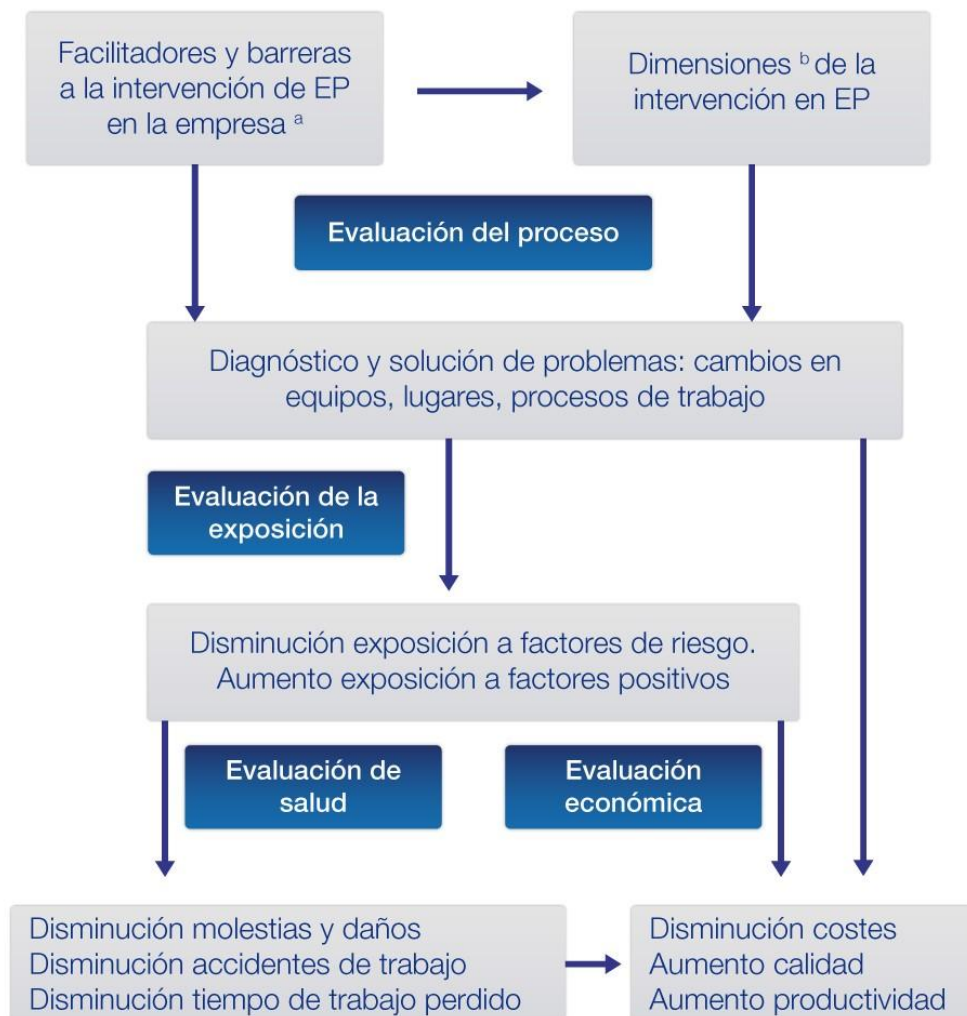 Facilitadores y barreras
a la intervención de EP
en la empresa ᵃ
Dimensiones ᵇ de la
intervención en EP
Evaluación del proceso
Diagnóstico y solución de problemas: cambios en
equipos, lugares, procesos de trabajo
Evaluación de la
exposición
Disminución exposición a factores de riesgo.
Aumento exposición a factores positivos
Evaluación de
salud
Evaluación
económica
Disminución molestias y daños
Disminución accidentes de trabajo
Disminución tiempo de trabajo perdido
Disminución costes
Aumento calidad
Aumento productividad